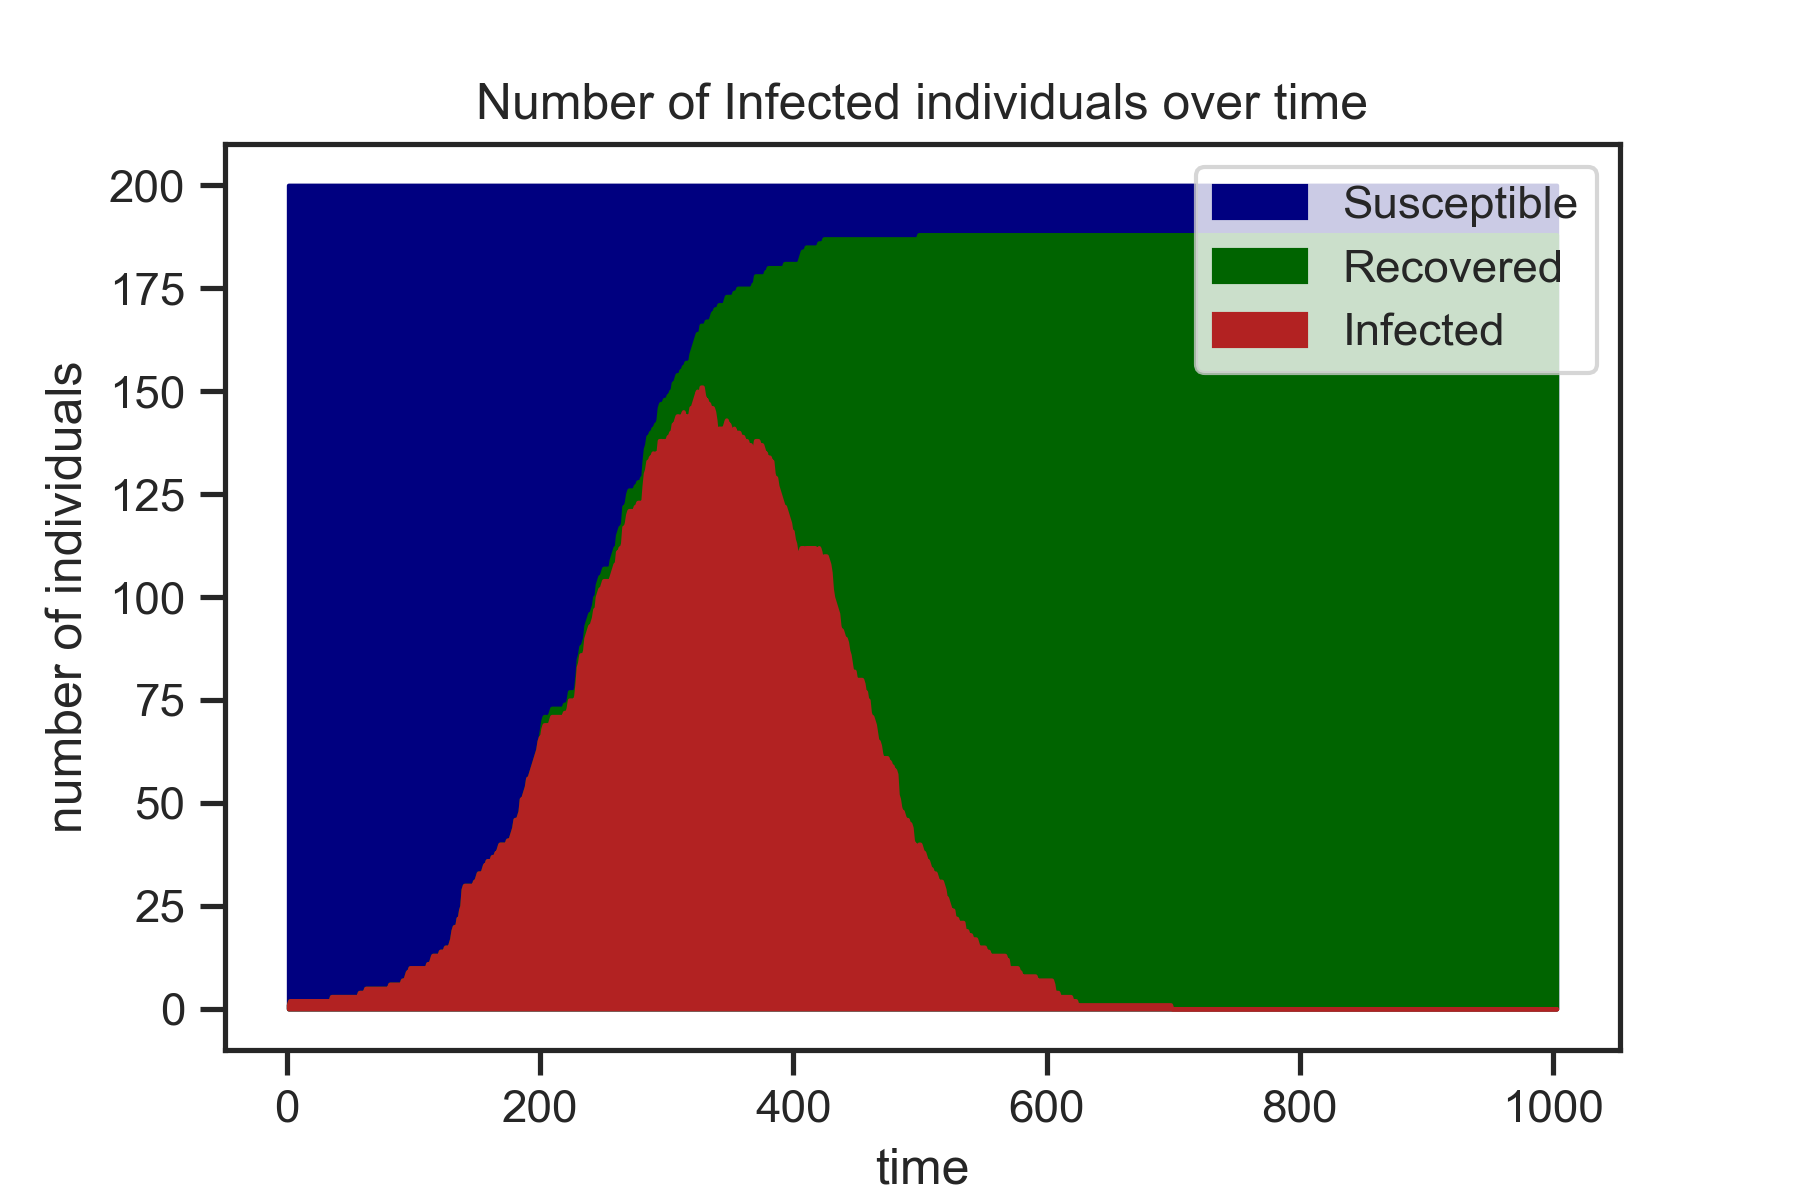 Number of Infected individuals over time
Susceptible
Recovered
Infected
number of individuals
200
175
150
125
100
75
50
25
0
0 200 400 600 800 1000
time